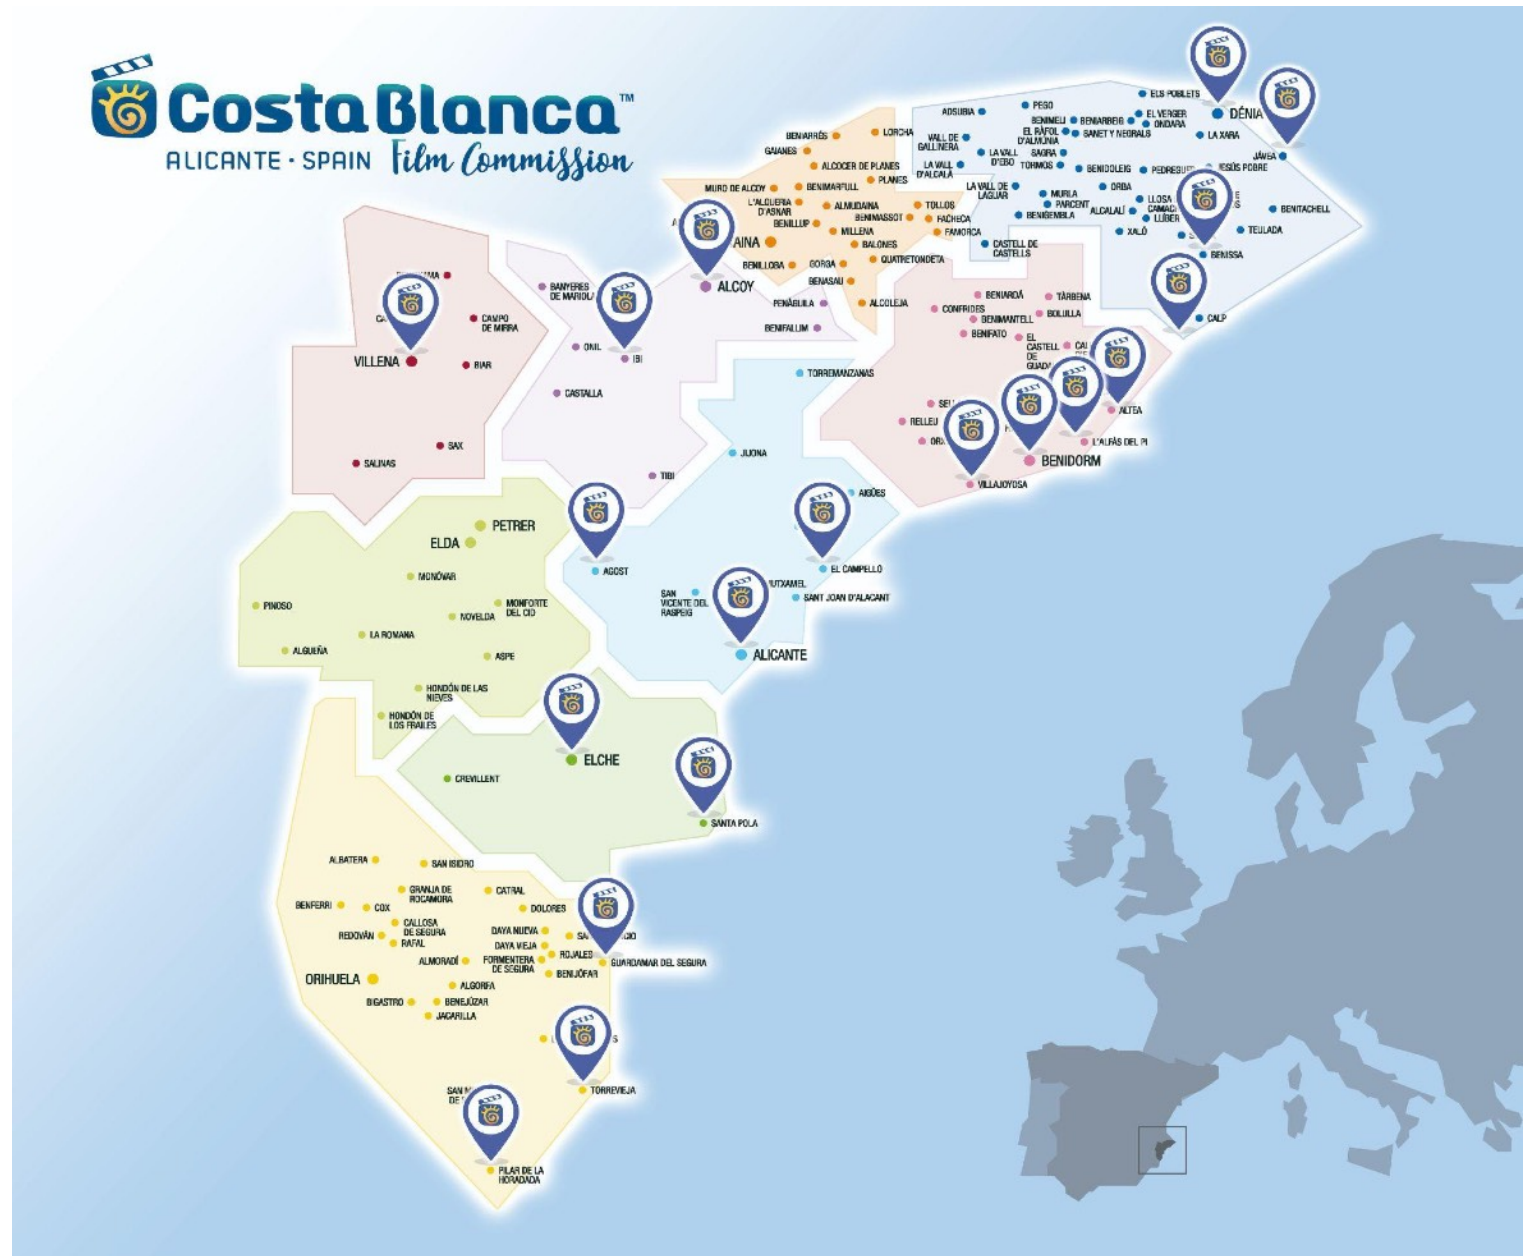 Costa Blanca™
ALICANTE · SPAIN Film Commission
ELS POBLETS
ADSUBIA
PEGO
EL VERGER
DÉNIA
BENIMELI
BENIARBEIG
ONDARA
EL RÀFOL
D'ALMÚNIA
SANET Y NEGRALS
LA XARA
VALL DE
GALLINERA
LA VALL
D'EBO
SAGRA
TORMOS
JÁVEA
LA VALL
D'ALCALÀ
BENIDOLEIG
JESÚS POBRE
LA VALL DE
LAGUAR
ORBA
MURLA
PARCENT
LLOSA
ALCALALÍ
LLÍBER
BENIGEMBLA
BENITACHELL
XALÓ
TEULADA
CASTELL DE
CASTELLS
BENISSA
CALP
BENIARRÉS
LORCHA
GAIANES
ALCOCER DE PLANES
PLANES
MURO DE ALCOY
BENIMARFULL
L'ALQUERIA
D'ASNAR
ALMUDAINA
TOLLOS
BENIMASSOT
FACHECA
BENILLUP
MILLENA
FAMORCA
AINA
BALONES
BENILLOBA
GORGA
QUATRETONDETA
BENASAU
ALCOLEJA
BANYERES
DE MARIOLA
ALCOY
PENÀGUILA
BENIFALLIM
ONIL
IBI
CASTALLA
TIBI
CAMPO
DE MIRRA
VILLENA
BIAR
SAX
SALINAS
BENIARDÁ
TÀRBENA
CONFRIDES
BOLULLA
BENIMANTELL
BENIFATO
EL
CASTELL
DE
RELLEU
ALTEA
L'ALFÀS DEL PI
BENIDORM
VILLAJOYOSA
TORREMANZANAS
JIJONA
AIGÜES
AGOST
EL CAMPELLO
UTXAMEL
SAN
VICENTE DEL
RASPEIG
SANT JOAN D'ALACANT
ALICANTE
PETRER
ELDA
MONÓVAR
PINOSO
MONFORTE
DEL CID
NOVELDA
LA ROMANA
ALGUEÑA
ASPE
HONDÓN DE LAS
NIEVES
HONDÓN DE
LOS FRAILES
ELCHE
CREVILLENT
SANTA POLA
ALBATERA
SAN ISIDRO
GRANJA DE
ROCAMORA
CATRAL
BENFERRI
COX
DOLORES
CALLOSA
DE SEGURA
REDOVÁN
RAFAL
DAYA NUEVA
DAYA VIEJA
ALMORADÍ
FORMENTERA
DE SEGURA
ROJALES
GUARDAMAR DEL SEGURA
BENIJÓFAR
ORIHUELA
ALGORFA
BIGASTRO
BENEJÚZAR
JACARILLA
TORREVIEJA
PILAR DE LA
HORADADA